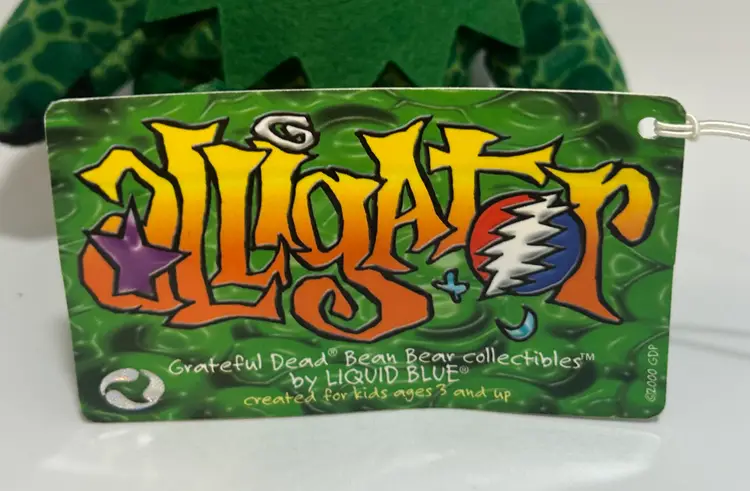 aLLigAtor
Grateful Dead® Bean Bear collectibles™
by LIQUID BLUE®
created for kids ages 3 and up
©2000 GDP